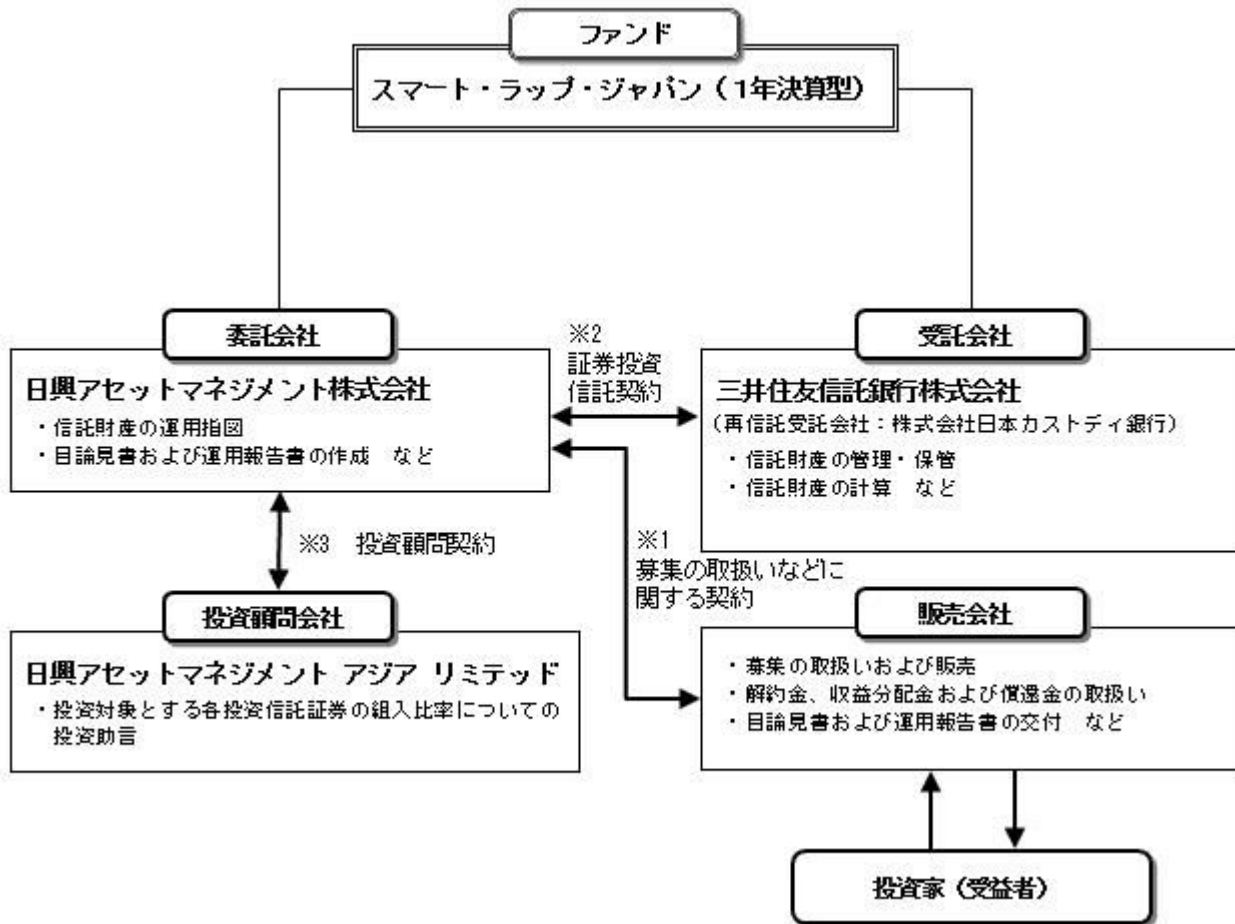 ファンド
スマート・ラップ・ジャパン（1年決算型）
委託会社
日興アセットマネジメント株式会社
・信託財産の運用指図
・目論見書および運用報告書の作成　など
※2
証券投資
信託契約
受託会社
三井住友信託銀行株式会社
（再信託受託会社：株式会社日本カストディ銀行）
・信託財産の管理・保管
・信託財産の計算　など
※3　投資顧問契約
※1
募集の取扱いなどに
関する契約
投資顧問会社
日興アセットマネジメント アジア リミテッド
・投資対象とする各投資信託証券の組入比率についての
投資助言
販売会社
・募集の取扱いおよび販売
・解約金、収益分配金および償還金の取扱い
・目論見書および運用報告書の交付　など
投資家（受益者）